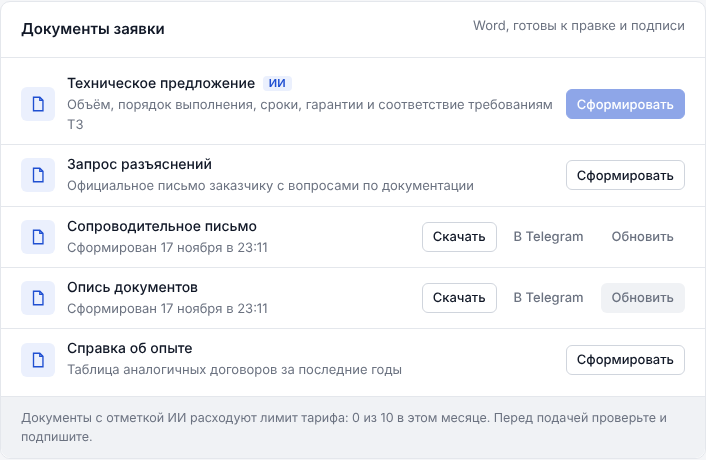 Документы заявки
Word, готовы к правке и подписи
Техническое предложение ИИ
Объём, порядок выполнения, сроки, гарантии и соответствие требованиям
ТЗ
Сформировать
Запрос разъяснений
Официальное письмо заказчику с вопросами по документации
Сформировать
Сопроводительное письмо
Сформирован 17 ноября в 23:11
Скачать В Telegram Обновить
Опись документов
Сформирован 17 ноября в 23:11
Скачать В Telegram Обновить
Справка об опыте
Таблица аналогичных договоров за последние годы
Сформировать
Документы с отметкой ИИ расходуют лимит тарифа: 0 из 10 в этом месяце. Перед подачей проверьте и
подпишите.